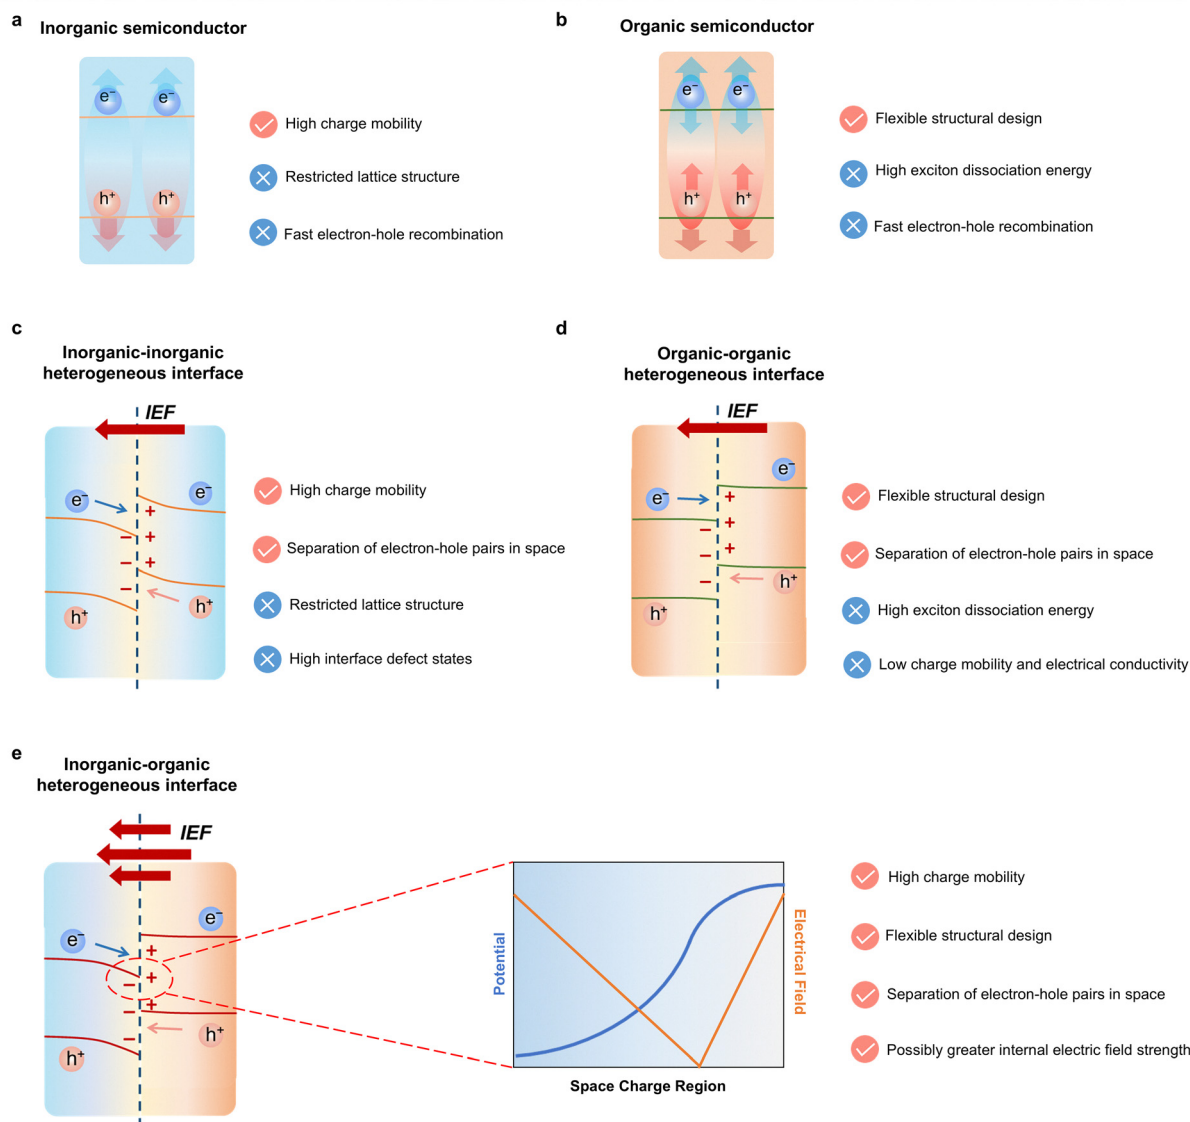 a
Inorganic semiconductor
e⁻ e⁻
h⁺ h⁺
High charge mobility
Restricted lattice structure
Fast electron-hole recombination
b
Organic semiconductor
e⁻ e⁻
h⁺ h⁺
Flexible structural design
High exciton dissociation energy
Fast electron-hole recombination
c
Inorganic-inorganic
heterogeneous interface
IEF
e⁻ e⁻
+
− +
− +
−
h⁺ h⁺
High charge mobility
Separation of electron-hole pairs in space
Restricted lattice structure
High interface defect states
d
Organic-organic
heterogeneous interface
IEF
e⁻ e⁻
+
− +
− +
−
h⁺ h⁺
Flexible structural design
Separation of electron-hole pairs in space
High exciton dissociation energy
Low charge mobility and electrical conductivity
e
Inorganic-organic
heterogeneous interface
IEF
e⁻ e⁻
+
− +
− +
−
h⁺ h⁺
Potential
Electrical Field
Space Charge Region
High charge mobility
Flexible structural design
Separation of electron-hole pairs in space
Possibly greater internal electric field strength